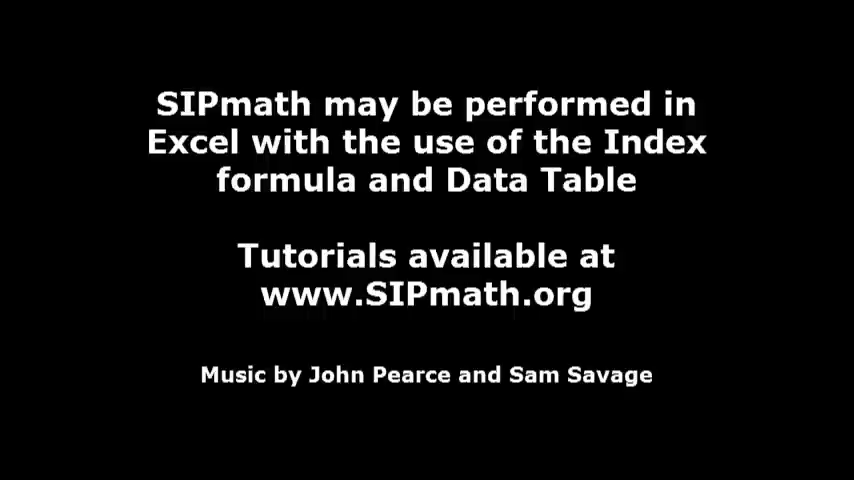 SIPmath may be performed in
Excel with the use of the Index
formula and Data Table
Tutorials available at
www.SIPmath.org
Music by John Pearce and Sam Savage